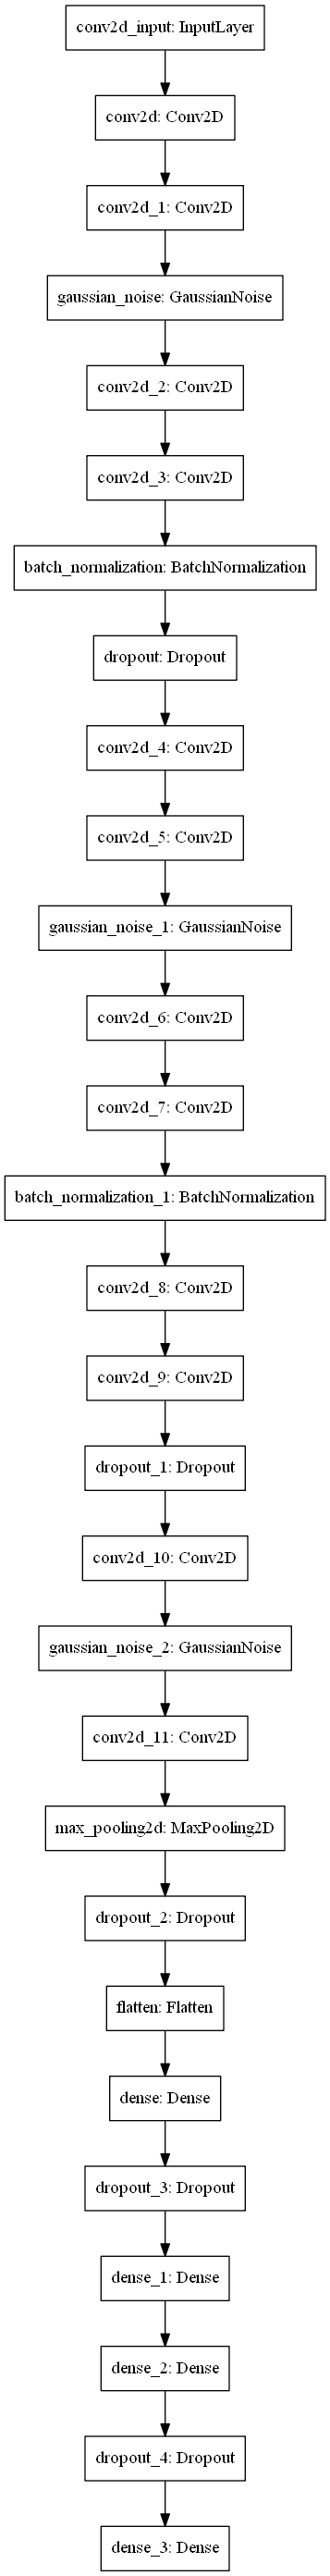 conv2d_input: InputLayer
conv2d: Conv2D
conv2d_1: Conv2D
gaussian_noise: GaussianNoise
conv2d_2: Conv2D
conv2d_3: Conv2D
batch_normalization: BatchNormalization
dropout: Dropout
conv2d_4: Conv2D
conv2d_5: Conv2D
gaussian_noise_1: GaussianNoise
conv2d_6: Conv2D
conv2d_7: Conv2D
batch_normalization_1: BatchNormalization
conv2d_8: Conv2D
conv2d_9: Conv2D
dropout_1: Dropout
conv2d_10: Conv2D
gaussian_noise_2: GaussianNoise
conv2d_11: Conv2D
max_pooling2d: MaxPooling2D
dropout_2: Dropout
flatten: Flatten
dense: Dense
dropout_3: Dropout
dense_1: Dense
dense_2: Dense
dropout_4: Dropout
dense_3: Dense